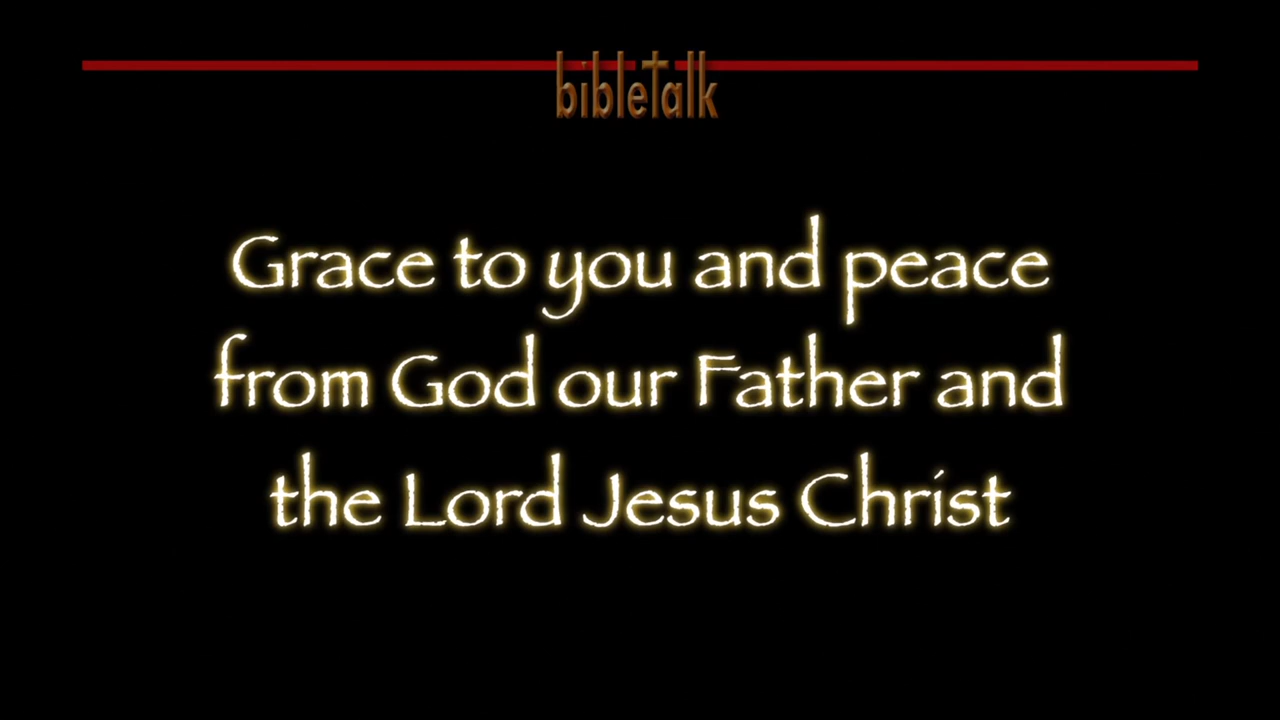 bibleTalk
Grace to you and peace
from God our Father and
the Lord Jesus Christ